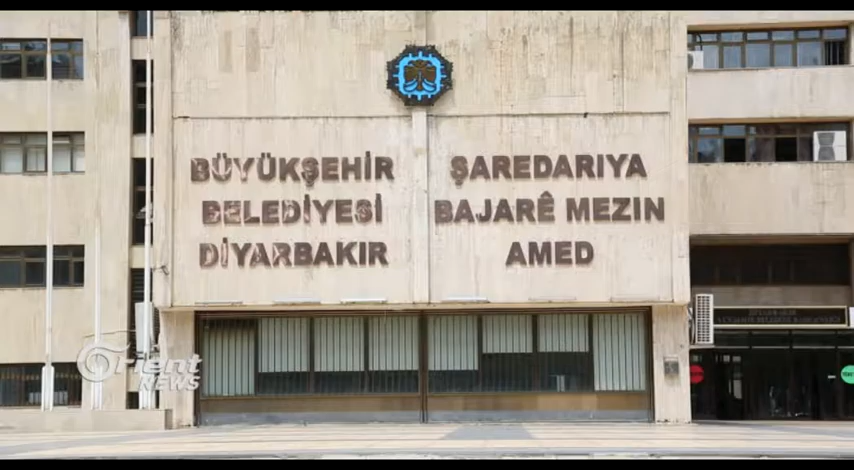 BÜYÜKŞEHİR
BELEDİYESİ
DİYARBAKIR
ŞAREDARIYA
BAJARÊ MEZIN
AMED
Orient
NEWS